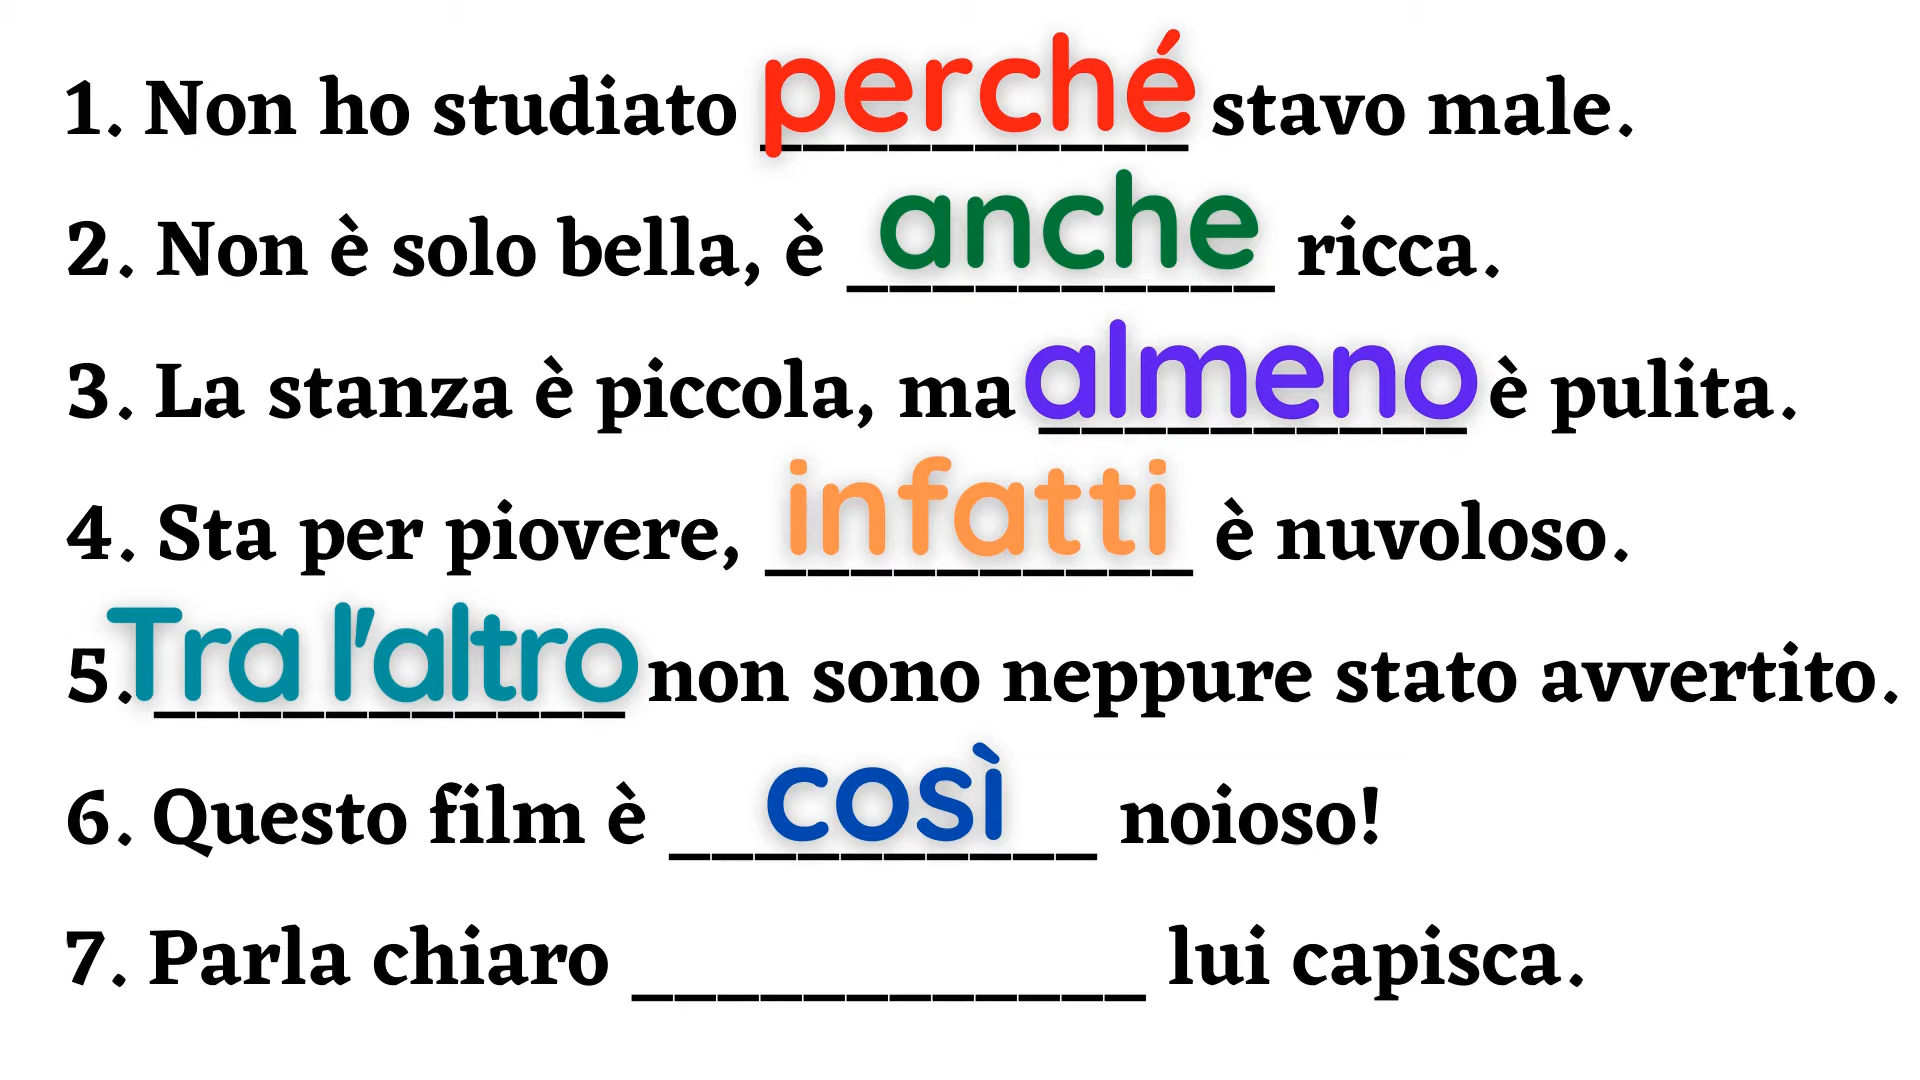 1. Non ho studiato perché stavo male.
2. Non è solo bella, è anche ricca.
3. La stanza è piccola, ma almeno è pulita.
4. Sta per piovere, infatti è nuvoloso.
5. Tra l'altro non sono neppure stato avvertito.
6. Questo film è così noioso!
7. Parla chiaro ____________ lui capisca.